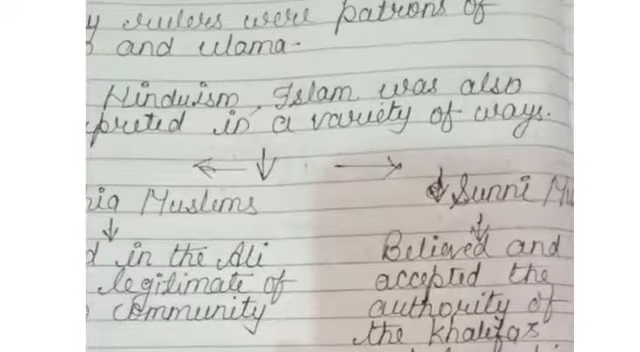 y rulers were patrons of
and ulama.
Hinduism, Islam was also
preted in a variety of ways.
Muslims
Sunni Mu
d in the Ali
legitimate of
community
Believed and
accepted the
authority of
the khalifas